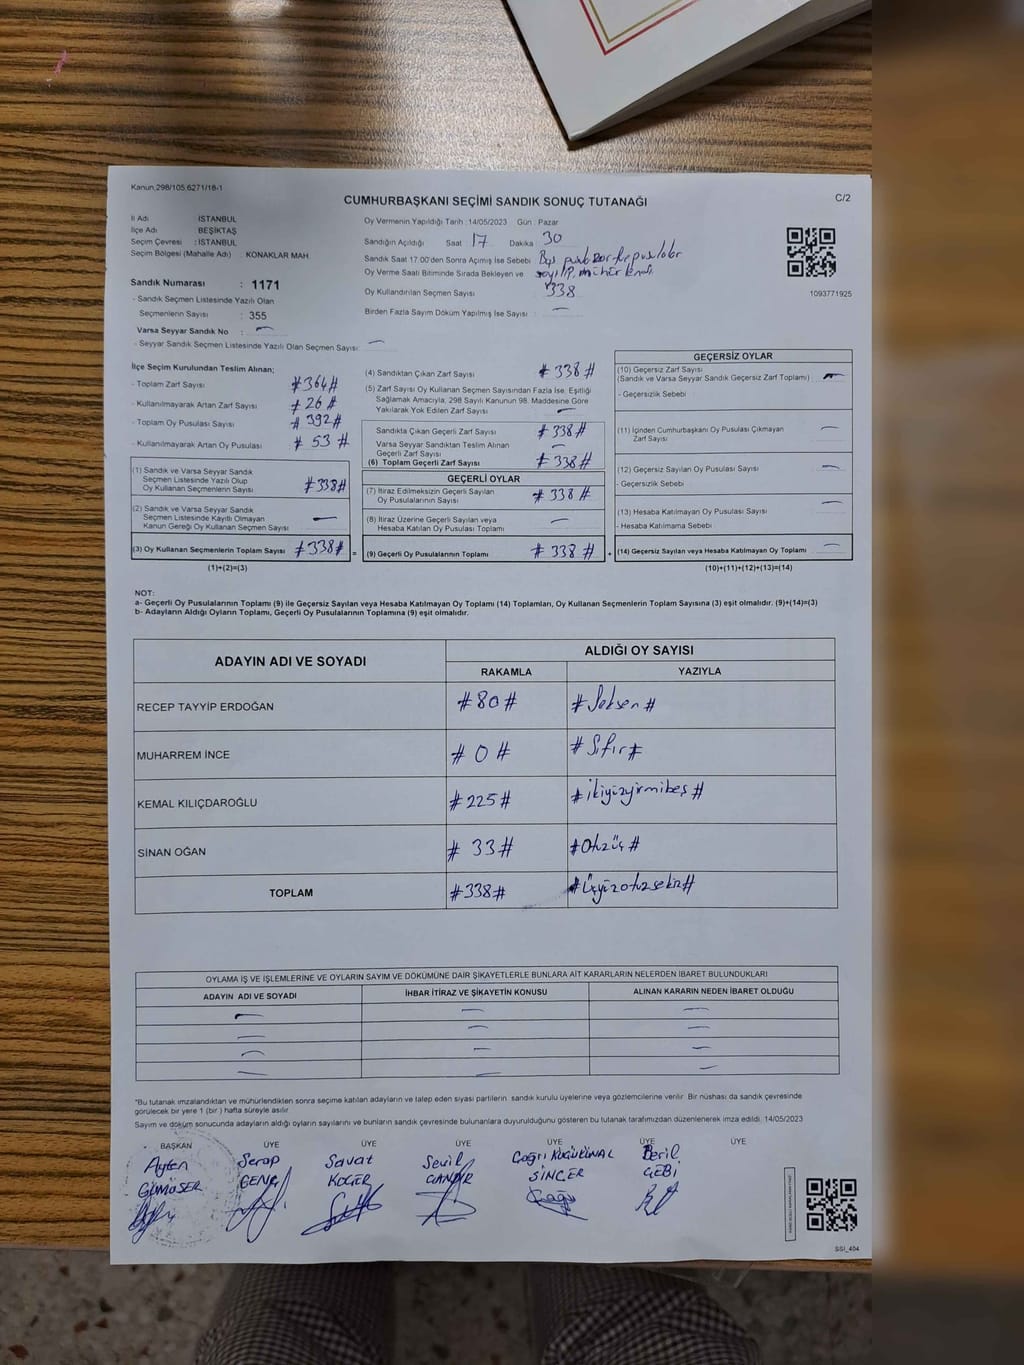 Kanun,298/105,6271/18-1
CUMHURBAŞKANI SEÇİMİ SANDIK SONUÇ TUTANAĞI
C/2
İl Adı : İSTANBUL
İlçe Adı : BEŞİKTAŞ
Seçim Çevresi : İSTANBUL
Seçim Bölgesi (Mahalle Adı) : KONAKLAR MAH.
Sandık Numarası : 1171
- Sandık Seçmen Listesinde Yazılı Olan
Seçmenlerin Sayısı : 355
Varsa Seyyar Sandık No :
- Seyyar Sandık Seçmen Listesinde Yazılı Olan Seçmen Sayısı:
Oy Vermenin Yapıldığı Tarih : 14/05/2023 Gün : Pazar
Sandığın Açıldığı Saat 17 Dakika 30
Sandık Saat 17.00'den Sonra Açılmış İse Sebebi
Oy Verme Saati Bitiminde Sırada Bekleyen ve
Oy Kullandırılan Seçmen Sayısı : 338
Birden Fazla Sayım Döküm Yapılmış İse Sayısı :
1093771925
İlçe Seçim Kurulundan Teslim Alınan;
- Toplam Zarf Sayısı #364#
- Kullanılmayarak Artan Zarf Sayısı #26#
- Toplam Oy Pusulası Sayısı #392#
- Kullanılmayarak Artan Oy Pusulası #53#
(1) Sandık ve Varsa Seyyar Sandık
Seçmen Listesinde Yazılı Olup
Oy Kullanan Seçmenlerin Sayısı #338#
(2) Sandık ve Varsa Seyyar Sandık
Seçmen Listesinde Kayıtlı Olmayan
Kanun Gereği Oy Kullanan Seçmen Sayısı
(3) Oy Kullanan Seçmenlerin Toplam Sayısı #338# =
(1)+(2)=(3)
(4) Sandıktan Çıkan Zarf Sayısı #338#
(5) Zarf Sayısı Oy Kullanan Seçmen Sayısından Fazla İse, Eşitliği
Sağlamak Amacıyla, 298 Sayılı Kanunun 98. Maddesine Göre
Yakılarak Yok Edilen Zarf Sayısı
Sandıkta Çıkan Geçerli Zarf Sayısı #338#
Varsa Seyyar Sandıktan Teslim Alınan
Geçerli Zarf Sayısı
(6) Toplam Geçerli Zarf Sayısı #338#
GEÇERLİ OYLAR
(7) İtiraz Edilmeksizin Geçerli Sayılan
Oy Pusulalarının Sayısı #338#
(8) İtiraz Üzerine Geçerli Sayılan veya
Hesaba Katılan Oy Pusulası Toplamı
(9) Geçerli Oy Pusulalarının Toplamı #338# +
GEÇERSİZ OYLAR
(10) Geçersiz Zarf Sayısı
(Sandık ve Varsa Seyyar Sandık Geçersiz Zarf Toplamı)
- Geçersizlik Sebebi
(11) İçinden Cumhurbaşkanı Oy Pusulası Çıkmayan
Zarf Sayısı
(12) Geçersiz Sayılan Oy Pusulası Sayısı
- Geçersizlik Sebebi
(13) Hesaba Katılmayan Oy Pusulası Sayısı
- Hesaba Katılmama Sebebi
(14) Geçersiz Sayılan veya Hesaba Katılmayan Oy Toplamı
(10)+(11)+(12)+(13)=(14)
NOT:
a- Geçerli Oy Pusulalarının Toplamı (9) ile Geçersiz Sayılan veya Hesaba Katılmayan Oy Toplamı (14) Toplamları, Oy Kullanan Seçmenlerin Toplam Sayısına (3) eşit olmalıdır. (9)+(14)=(3)
b- Adayların Aldığı Oyların Toplamı, Geçerli Oy Pusulalarının Toplamına (9) eşit olmalıdır.
ADAYIN ADI VE SOYADI
ALDIĞI OY SAYISI
RAKAMLA YAZIYLA
RECEP TAYYİP ERDOĞAN #80# #Seksen#
MUHARREM İNCE #0# #Sıfır#
KEMAL KILIÇDAROĞLU #225# #ikiyüzyirmibeş#
SİNAN OĞAN #33# #Otuzüç#
TOPLAM #338# #Üçyüzotuzsekiz#
OYLAMA İŞ VE İŞLEMLERİNE VE OYLARIN SAYIM VE DÖKÜMÜNE DAİR ŞİKAYETLERLE BUNLARA AİT KARARLARIN NELERDEN İBARET BULUNDUKLARI
ADAYIN ADI VE SOYADI İHBAR İTİRAZ VE ŞİKAYETİN KONUSU ALINAN KARARIN NEDEN İBARET OLDUĞU
*Bu tutanak imzalandıktan ve mühürlendikten sonra seçime katılan adayların ve talep eden siyasi partilerin, sandık kurulu üyelerine veya gözlemcilerine verilir. Bir nüshası da sandık çevresinde
görülecek bir yere 1 (bir) hafta süreyle asılır.
Sayım ve döküm sonucunda adayların aldığı oyların sayılarını ve bunların sandık çevresinde bulunanlara duyurulduğunu gösteren bu tutanak tarafımızdan düzenlenerek imza edildi. 14/05/2023
BAŞKAN ÜYE ÜYE ÜYE ÜYE ÜYE ÜYE
Ayten Serap Savat Sevil Çağrı Beril
GÜMÜSER GENÇ KOÇER CANDIR SİNCER ÇEBİ
SSI_404